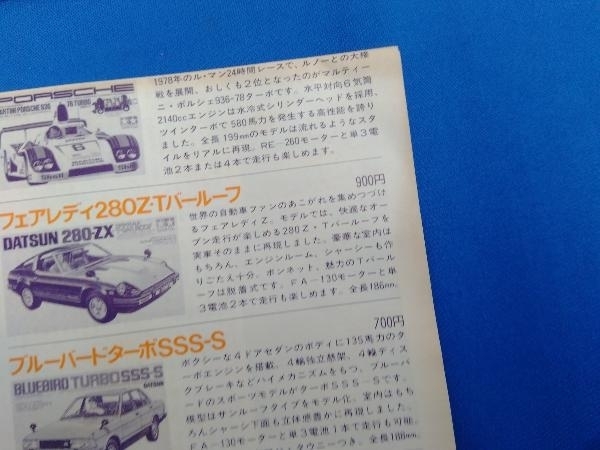 PORSCHE
MARTINI PORSCHE 936 78 TURBO
6
Shell
1978年のル・マン24時間レースで、ルノーとの大接
戦を展開、おしくも2位となったのがマルティー
ニ・ポルシェ936-78ターボです。水平対向6気筒
2140ccエンジンは水冷式シリンダーヘッドを採用、
ツインターボで580馬力を発生する高性能を誇り
ました。全長199㎜のモデルは流れるようなスタ
イルをリアルに再現。RE-260モーターと単3電
池2本または4本で走行も楽しめます。
フェアレディ280Z・Tバールーフ
900円
DATSUN 280-ZX
世界の自動車ファンのあこがれを集めつづけ
るフェアレディZ。モデルでは、快適なオー
プン走行が楽しめる280Z・Tバールーフを
実車そのままに再現しました。豪華な室内は
もちろん、エンジンルーム、シャーシーも作
りごたえ十分。ボンネット、魅力のTバール
ーフは脱着式です。FA-130モーターと単
3電池2本で走行も楽しめます。全長186㎜。
ブルーバードターボSSS-S
700円
BLUEBIRD TURBO SSS-S
DATSUN
ボクシーな4ドアセダンのボディに135馬力のタ
ーボエンジンを搭載。4輪独立懸架、4輪ディス
クブレーキなどハイメカニズムをもつ、ブルーバ
ードのスポーツモデルがターボSSS-Sです。
模型はサンルーフタイプをモデル化。室内はもち
ろんシャーシ下面も立体感豊かに再現しました。
FA-130モーターと単3電池1本で走行も可能。
つき。全長188㎜